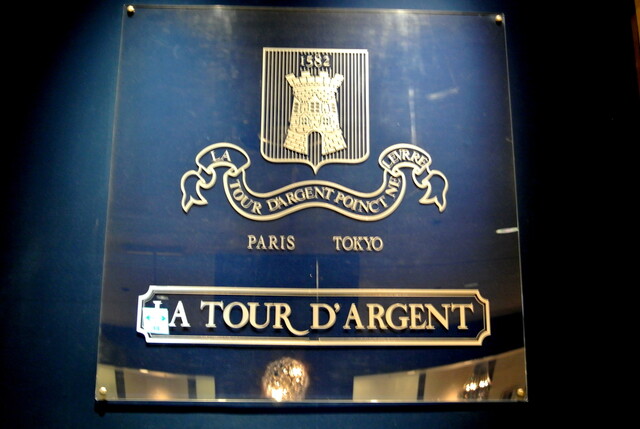 1582
LA TOUR D'ARGENT POINCT NE LEVRRE
PARIS TOKYO
LA TOUR D'ARGENT